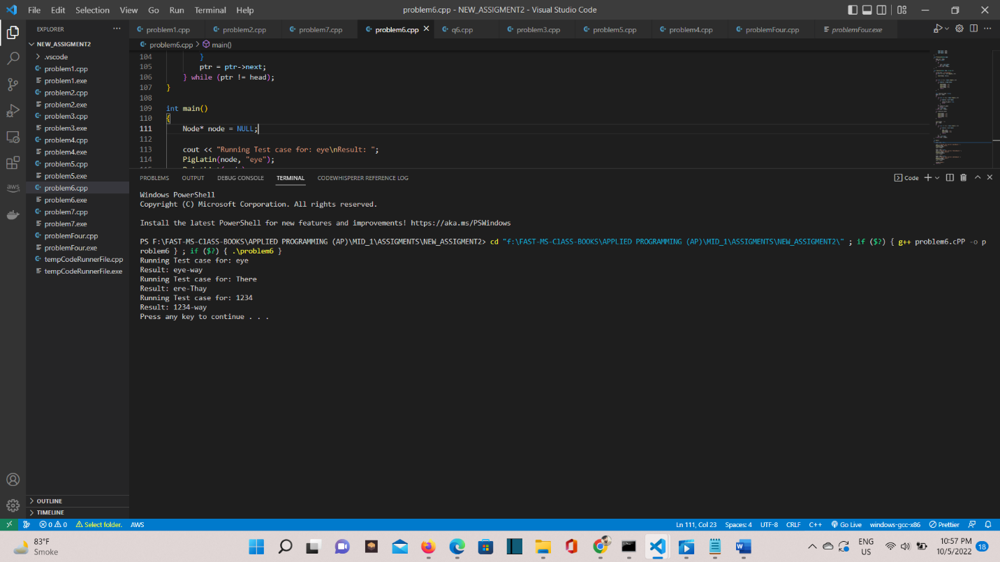 File Edit Selection View Go Run Terminal Help problem6.cpp - NEW_ASSIGMENT2 - Visual Studio Code
EXPLORER ... problem1.cpp problem2.cpp problem7.cpp problem6.cpp q6.cpp problem3.cpp problem5.cpp problem4.cpp problemFour.cpp problemFour.exe
NEW_ASSIGMENT2
.vscode
problem1.cpp
problem1.exe
problem2.cpp
problem2.exe
problem3.cpp
problem3.exe
problem4.cpp
problem4.exe
problem5.cpp
problem5.exe
problem6.cpp
problem6.exe
problem7.cpp
problem7.exe
problemFour.cpp
problemFour.exe
tempCodeRunnerFile.cpp
tempCodeRunnerFile.exe
OUTLINE
TIMELINE
problem6.cpp > main()
104 }
105 ptr = ptr->next;
106 } while (ptr != head);
107 }
108
109 int main()
110 {
111 Node* node = NULL;
112
113 cout << "Running Test case for: eye\nResult: ";
114 PigLatin(node, "eye");
PROBLEMS OUTPUT DEBUG CONSOLE TERMINAL CODEWHISPERER REFERENCE LOG Code
Windows PowerShell
Copyright (C) Microsoft Corporation. All rights reserved.
Install the latest PowerShell for new features and improvements! https://aka.ms/PSWindows
PS F:\FAST-MS-ClASS-BOOKS\APPLIED PROGRAMMING (AP)\MID_1\ASSIGMENTS\NEW_ASSIGMENT2> cd "f:\FAST-MS-ClASS-BOOKS\APPLIED PROGRAMMING (AP)\MID_1\ASSIGMENTS\NEW_ASSIGMENT2\" ; if ($?) { g++ problem6.cPP -o p
roblem6 } ; if ($?) { .\problem6 }
Running Test case for: eye
Result: eye-way
Running Test case for: There
Result: ere-Thay
Running Test case for: 1234
Result: 1234-way
Press any key to continue . . .
aws
0 0 Select folder. AWS Ln 111, Col 23 Spaces: 4 UTF-8 CRLF C++ Go Live windows-gcc-x86 Prettier
83°F
Smoke
ENG
US
10:57 PM
10/5/2022
18